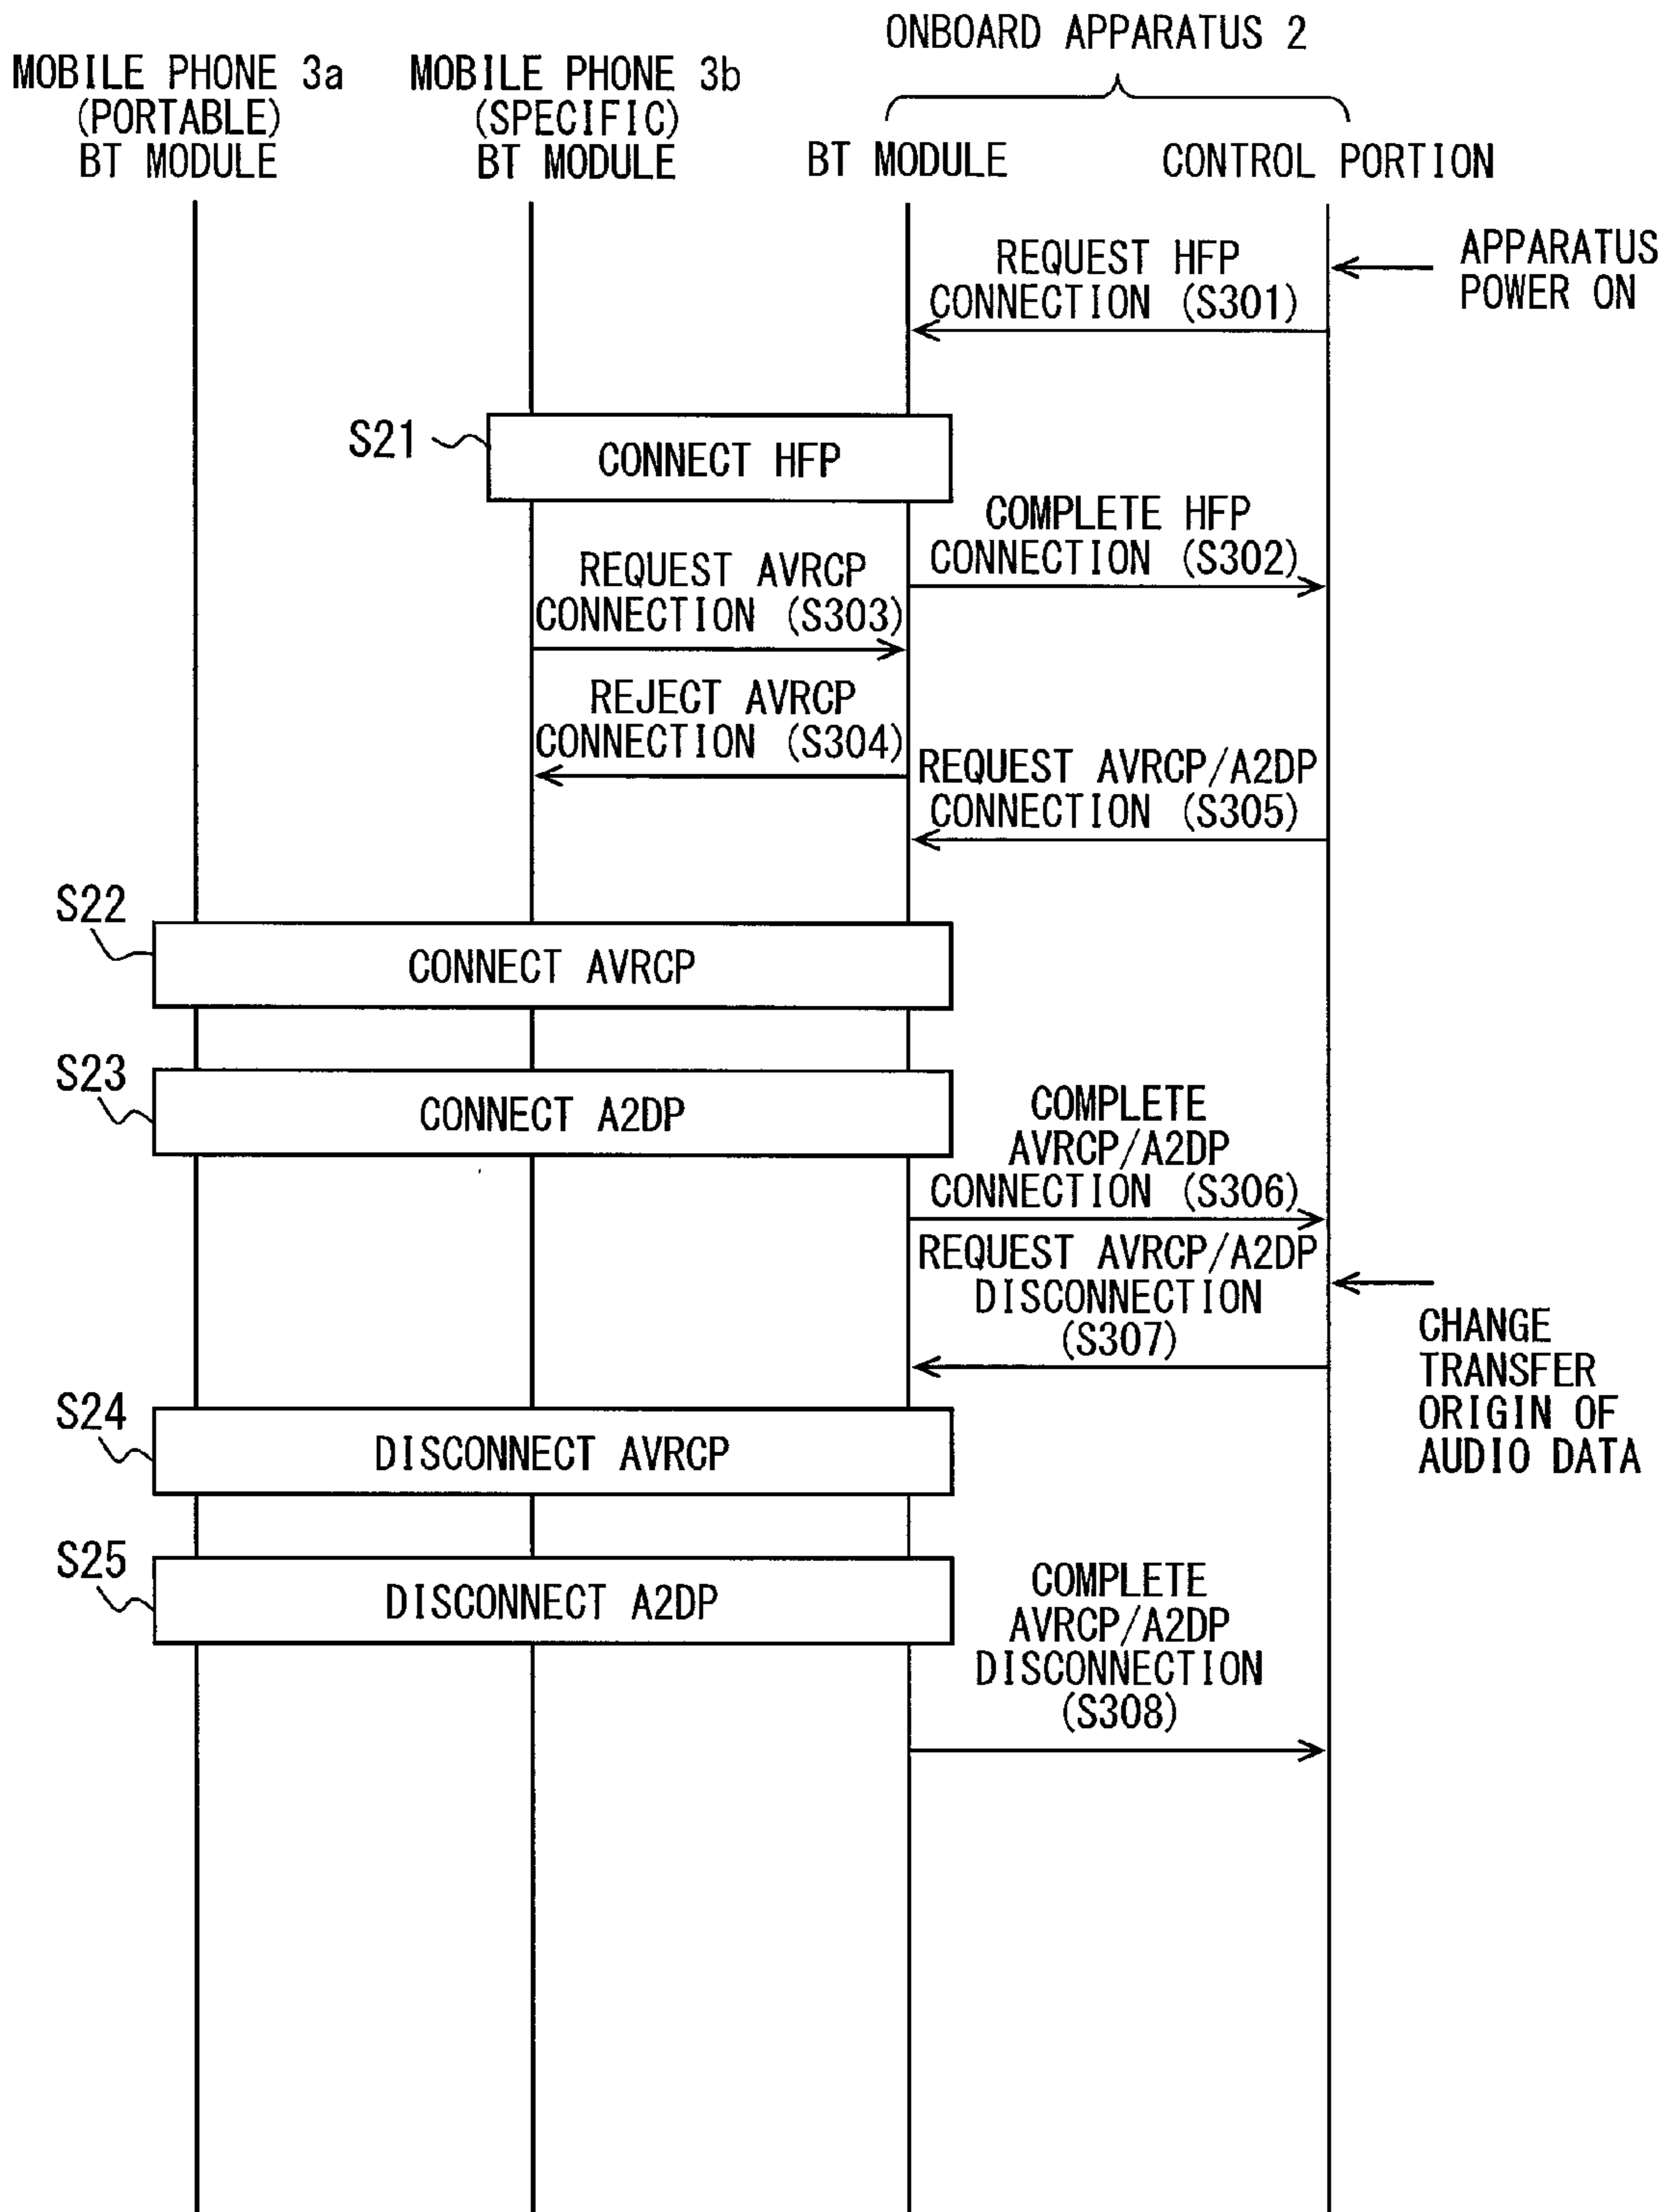 ONBOARD APPARATUS 2
MOBILE PHONE 3a
(PORTABLE)
BT MODULE
MOBILE PHONE 3b
(SPECIFIC)
BT MODULE
BT MODULE
CONTROL PORTION
APPARATUS
POWER ON
REQUEST HFP
CONNECTION (S301)
S21
CONNECT HFP
COMPLETE HFP
CONNECTION (S302)
REQUEST AVRCP
CONNECTION (S303)
REJECT AVRCP
CONNECTION (S304)
REQUEST AVRCP/A2DP
CONNECTION (S305)
S22
CONNECT AVRCP
S23
CONNECT A2DP
COMPLETE
AVRCP/A2DP
CONNECTION (S306)
REQUEST AVRCP/A2DP
DISCONNECTION
(S307)
CHANGE
TRANSFER
ORIGIN OF
AUDIO DATA
S24
DISCONNECT AVRCP
S25
DISCONNECT A2DP
COMPLETE
AVRCP/A2DP
DISCONNECTION
(S308)